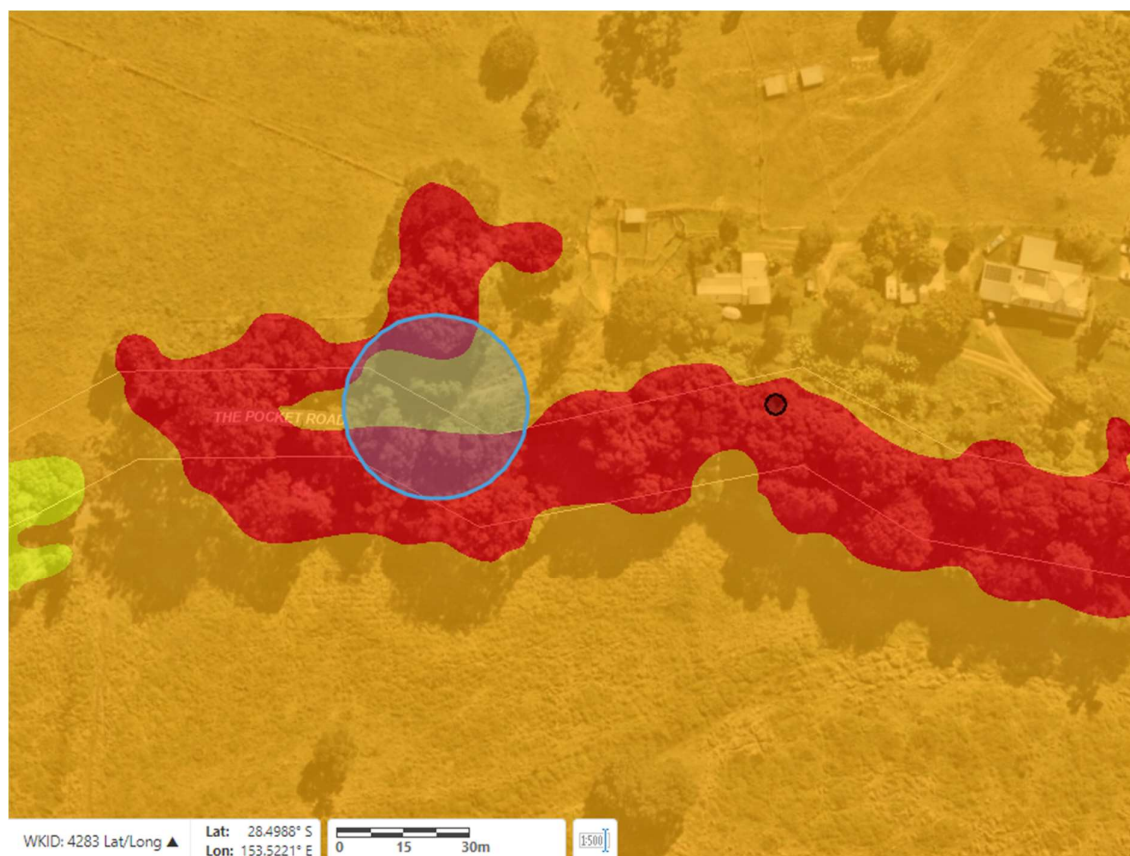 THE POCKET ROAD
WKID: 4283 Lat/Long ▲
Lat: 28.4988° S
Lon: 153.5221° E
0 15 30m
1:500